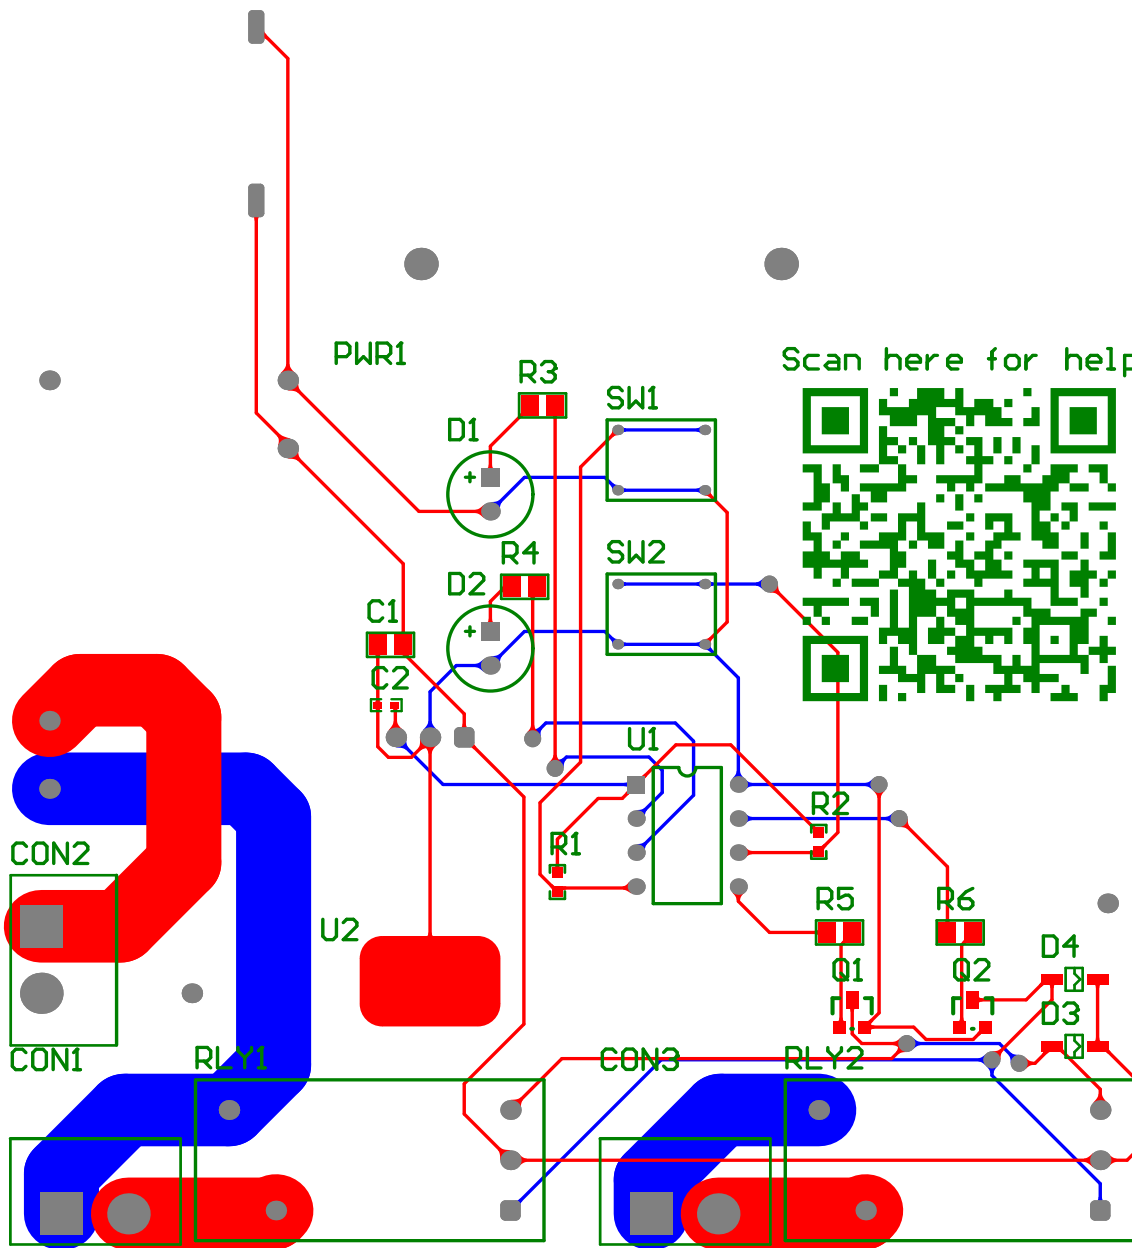 PWR1
Scan here for help
R3
SW1
D1
+
R4
SW2
D2
+
C1
C2
U1
R2
R1
CON2
R5
R6
U2
D4
Q1
Q2
D3
CON1
RLY1
CON3
RLY2